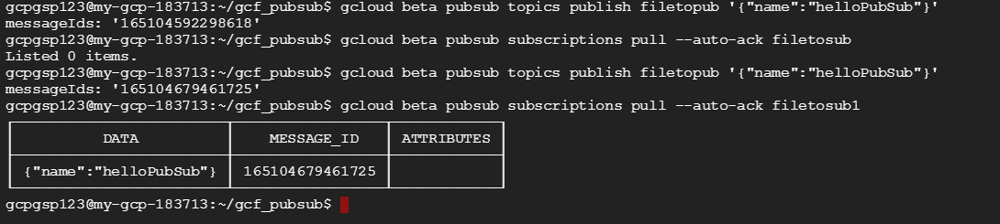 gcpgsp123@my-gcp-183713:~/gcf_pubsub$ gcloud beta pubsub topics publish filetopub '{"name":"helloPubSub"}'
messageIds: '165104592298618'
gcpgsp123@my-gcp-183713:~/gcf_pubsub$ gcloud beta pubsub subscriptions pull --auto-ack filetosub
Listed 0 items.
gcpgsp123@my-gcp-183713:~/gcf_pubsub$ gcloud beta pubsub topics publish filetopub '{"name":"helloPubSub"}'
messageIds: '165104679461725'
gcpgsp123@my-gcp-183713:~/gcf_pubsub$ gcloud beta pubsub subscriptions pull --auto-ack filetosub1
DATA MESSAGE_ID ATTRIBUTES
{"name":"helloPubSub"} 165104679461725
gcpgsp123@my-gcp-183713:~/gcf_pubsub$